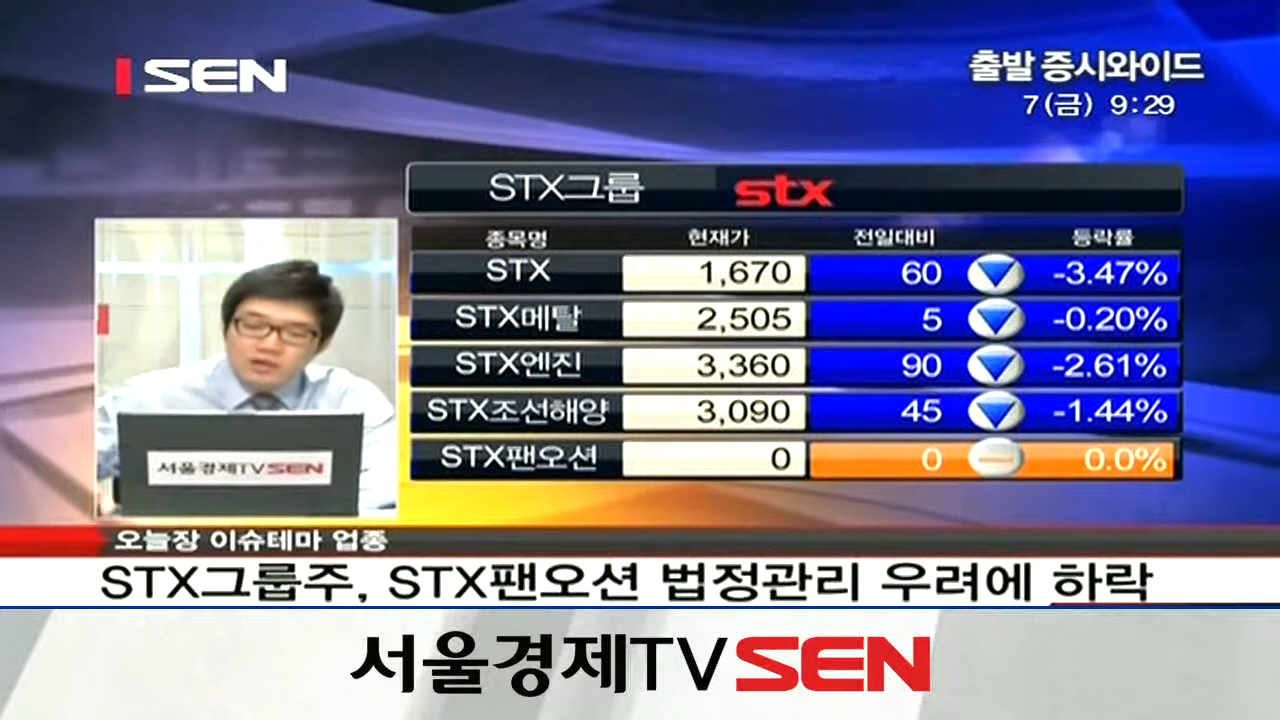 SEN
출발 증시와이드
7(금) 9:29
STX그룹 stx
종목명 현재가 전일대비 등락률
STX 1,670 60 -3.47%
STX메탈 2,505 5 -0.20%
STX엔진 3,360 90 -2.61%
STX조선해양 3,090 45 -1.44%
STX팬오션 0 0 0.0%
서울경제TV SEN
오늘장 이슈테마 업종
STX그룹주, STX팬오션 법정관리 우려에 하락
서울경제TV SEN